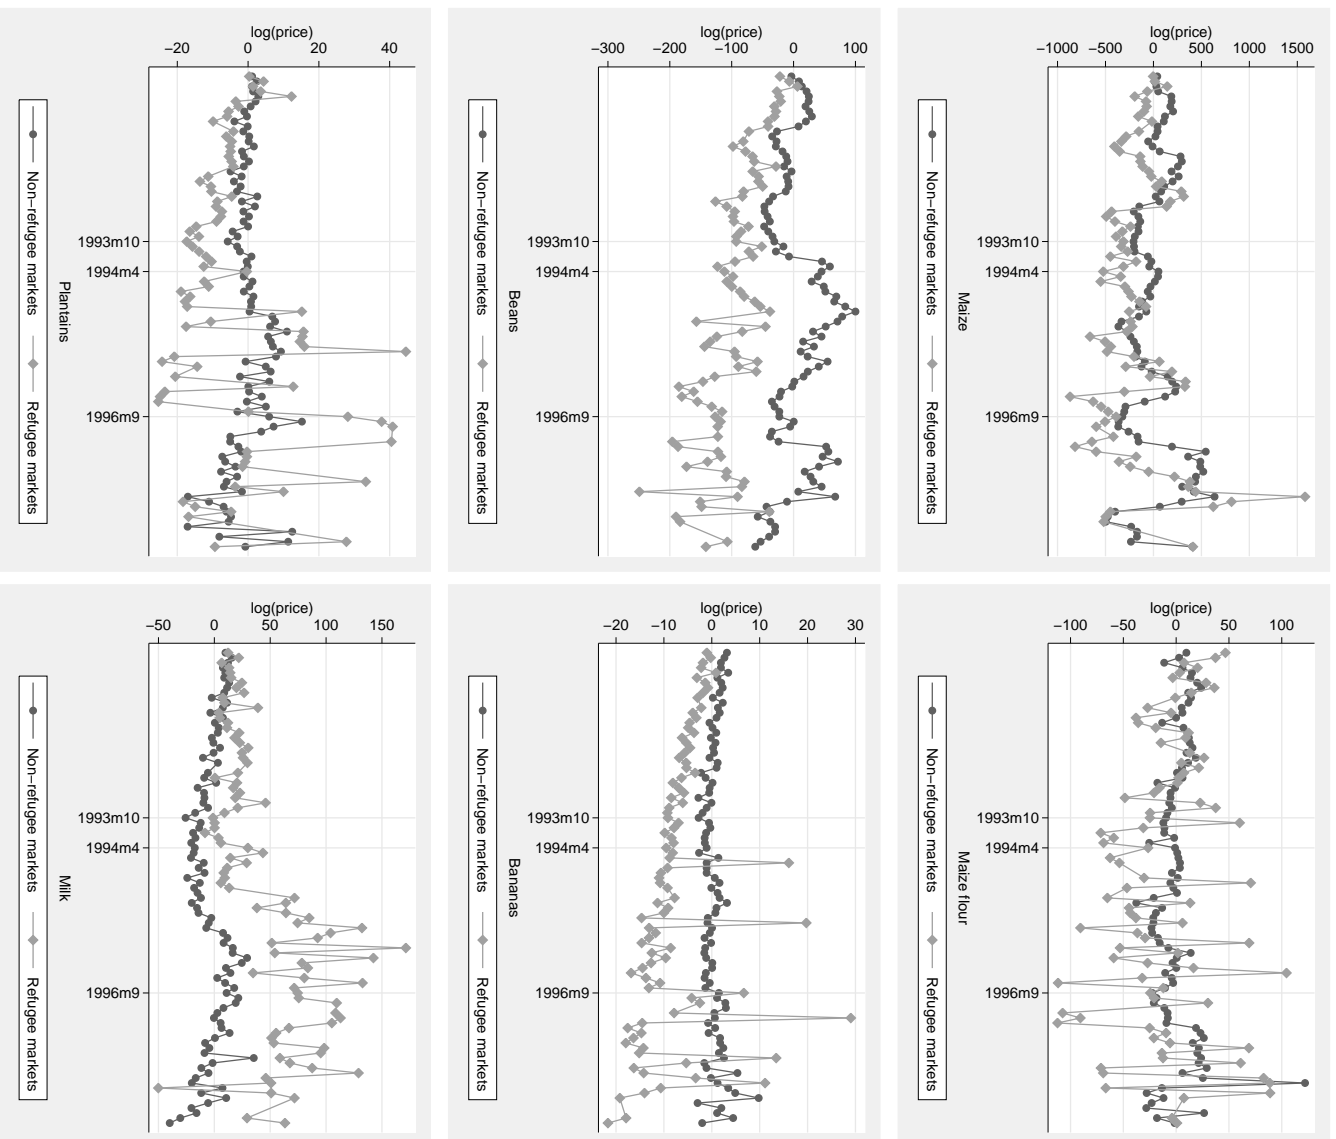 log(price)
−20 0 20 40
1993m10
1994m4
1996m9
Plantains
Non−refugee markets Refugee markets
log(price)
−300 −200 −100 0 100
1993m10
1994m4
1996m9
Beans
Non−refugee markets Refugee markets
log(price)
−1000 −500 0 500 1000 1500
1993m10
1994m4
1996m9
Maize
Non−refugee markets Refugee markets
log(price)
−50 0 50 100 150
1993m10
1994m4
1996m9
Milk
Non−refugee markets Refugee markets
log(price)
−20 −10 0 10 20 30
1993m10
1994m4
1996m9
Bananas
Non−refugee markets Refugee markets
log(price)
−100 −50 0 50 100
1993m10
1994m4
1996m9
Maize flour
Non−refugee markets Refugee markets